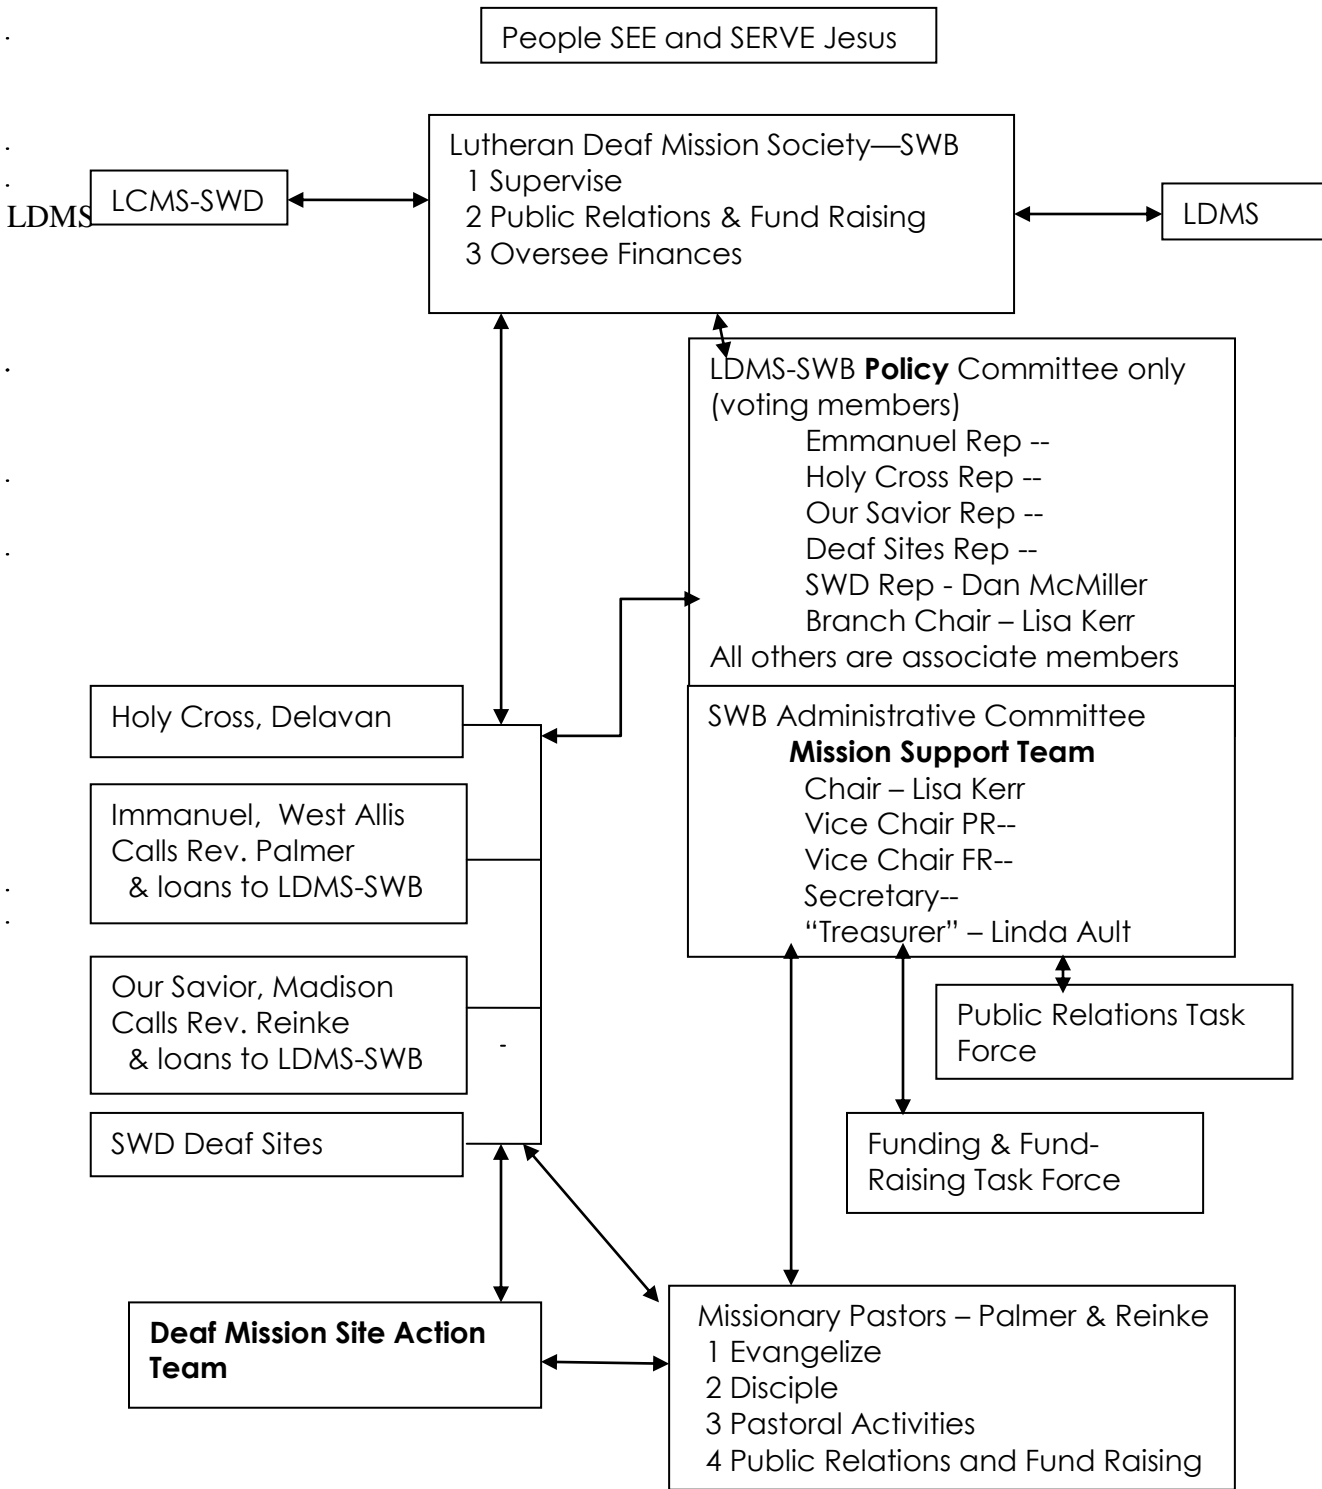 People SEE and SERVE Jesus
Lutheran Deaf Mission Society—SWB
1 Supervise
2 Public Relations & Fund Raising
3 Oversee Finances
LCMS-SWD
LDMS
LDMS
LDMS-SWB Policy Committee only
(voting members)
Emmanuel Rep --
Holy Cross Rep --
Our Savior Rep --
Deaf Sites Rep --
SWD Rep - Dan McMiller
Branch Chair – Lisa Kerr
All others are associate members
SWB Administrative Committee
Mission Support Team
Chair – Lisa Kerr
Vice Chair PR--
Vice Chair FR--
Secretary--
“Treasurer” – Linda Ault
Holy Cross, Delavan
Immanuel, West Allis
Calls Rev. Palmer
& loans to LDMS-SWB
Our Savior, Madison
Calls Rev. Reinke
& loans to LDMS-SWB
-
SWD Deaf Sites
Public Relations Task
Force
Funding & Fund-
Raising Task Force
Deaf Mission Site Action
Team
Missionary Pastors – Palmer & Reinke
1 Evangelize
2 Disciple
3 Pastoral Activities
4 Public Relations and Fund Raising